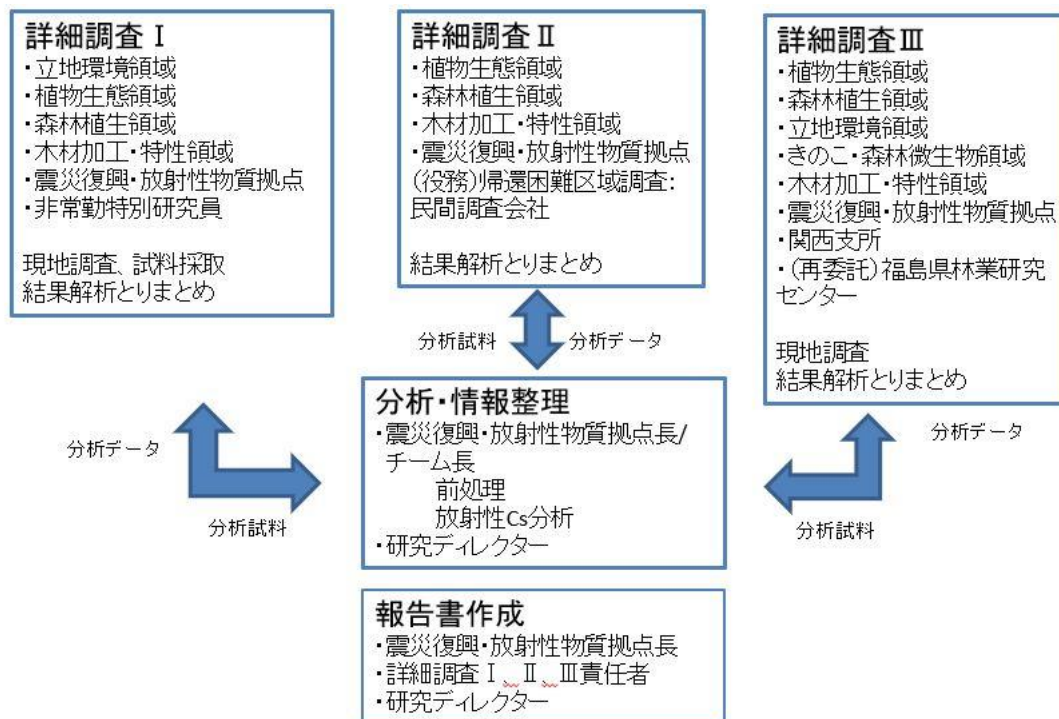 詳細調査Ⅰ
・立地環境領域
・植物生態領域
・森林植生領域
・木材加工・特性領域
・震災復興・放射性物質拠点
・非常勤特別研究員
現地調査、試料採取
結果解析とりまとめ
詳細調査Ⅱ
・植物生態領域
・森林植生領域
・木材加工・特性領域
・震災復興・放射性物質拠点
(役務)帰還困難区域調査:
民間調査会社
結果解析とりまとめ
詳細調査Ⅲ
・植物生態領域
・森林植生領域
・立地環境領域
・きのこ・森林微生物領域
・木材加工・特性領域
・震災復興・放射性物質拠点
・関西支所
・(再委託)福島県林業研究
センター
現地調査
結果解析とりまとめ
分析試料
分析データ
分析データ
分析試料
分析・情報整理
・震災復興・放射性物質拠点長/
チーム長
前処理
放射性Cs分析
・研究ディレクター
分析データ
分析試料
報告書作成
・震災復興・放射性物質拠点長
・詳細調査Ⅰ、Ⅱ、Ⅲ責任者
・研究ディレクター